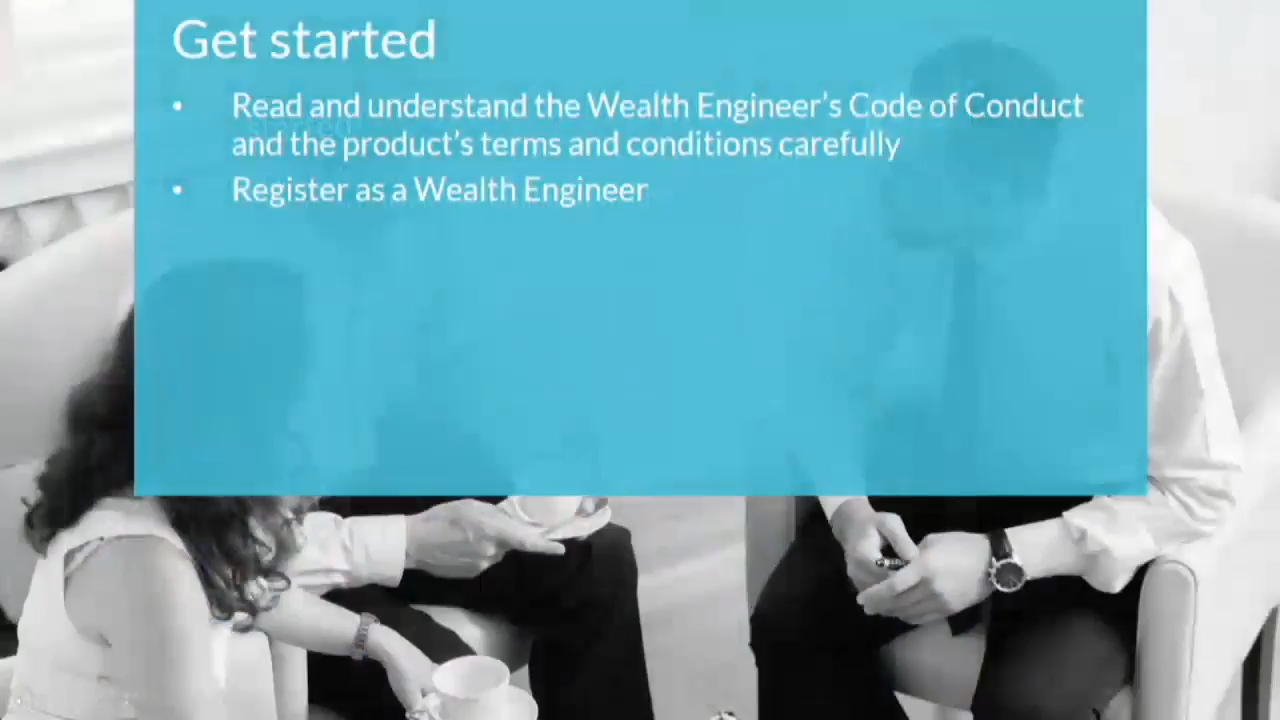 Get started
• Read and understand the Wealth Engineer’s Code of Conduct
and the product’s terms and conditions carefully
• Register as a Wealth Engineer